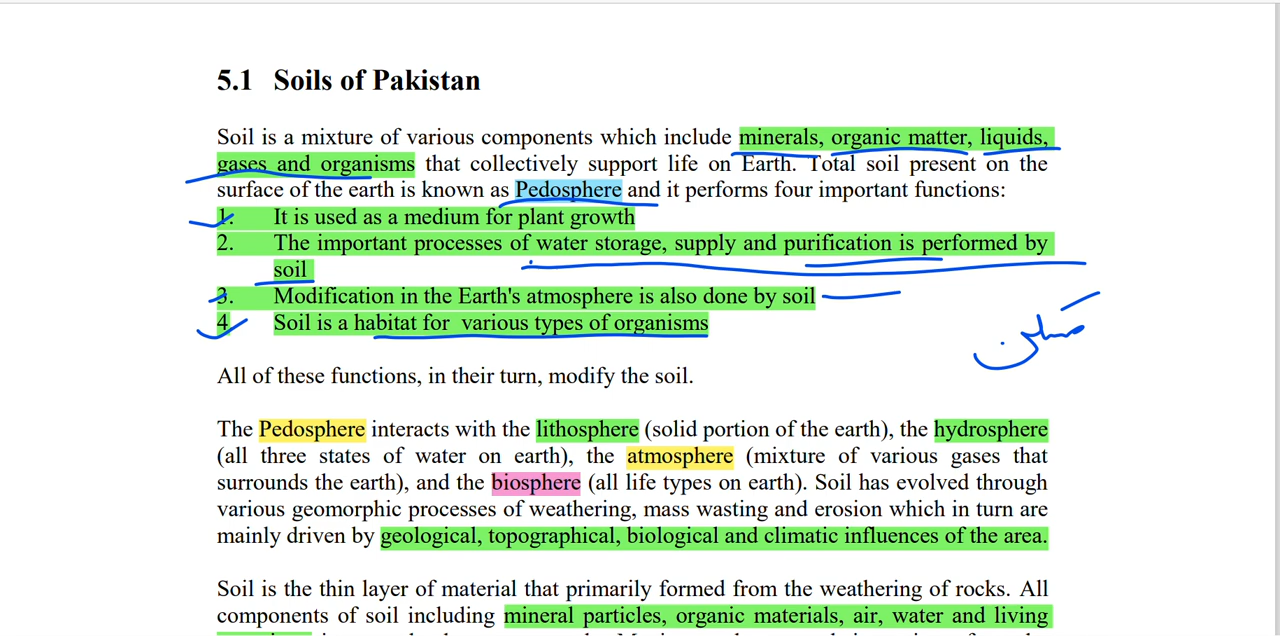 5.1 Soils of Pakistan
Soil is a mixture of various components which include minerals, organic matter, liquids,
gases and organisms that collectively support life on Earth. Total soil present on the
surface of the earth is known as Pedosphere and it performs four important functions:
1. It is used as a medium for plant growth
2. The important processes of water storage, supply and purification is performed by
soil
3. Modification in the Earth's atmosphere is also done by soil
4 Soil is a habitat for various types of organisms
All of these functions, in their turn, modify the soil.
The Pedosphere interacts with the lithosphere (solid portion of the earth), the hydrosphere
(all three states of water on earth), the atmosphere (mixture of various gases that
surrounds the earth), and the biosphere (all life types on earth). Soil has evolved through
various geomorphic processes of weathering, mass wasting and erosion which in turn are
mainly driven by geological, topographical, biological and climatic influences of the area.
Soil is the thin layer of material that primarily formed from the weathering of rocks. All
components of soil including mineral particles, organic materials, air, water and living